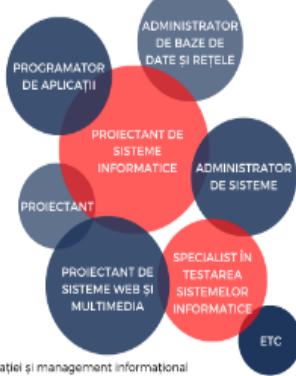 ADMINISTRATOR
DE BAZE DE
DATE ȘI REȚELE
PROGRAMATOR
DE APLICAȚII
PROIECTANT DE
SISTEME
INFORMATICE
ADMINISTRATOR
DE SISTEME
PROIECTANT
PROIECTANT DE
SISTEME WEB ȘI
MULTIMEDIA
SPECIALIST ÎN
TESTAREA
SISTEMELOR
INFORMATICE
ETC
ației și management informațional